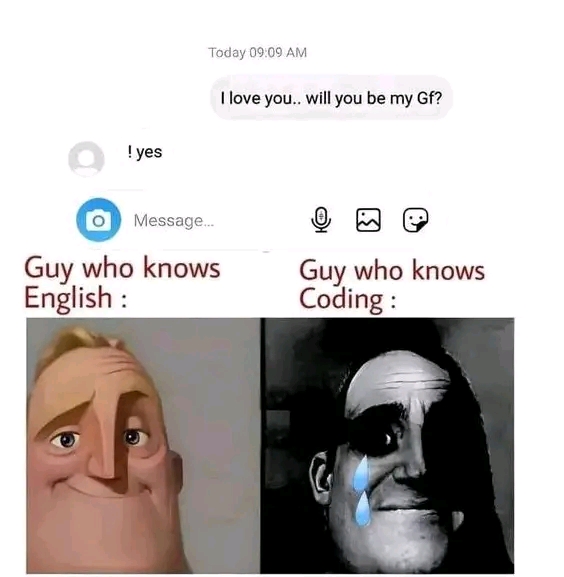 Today 09:09 AM
I love you.. will you be my Gf?
! yes
Message...
Guy who knows
English :
Guy who knows
Coding :